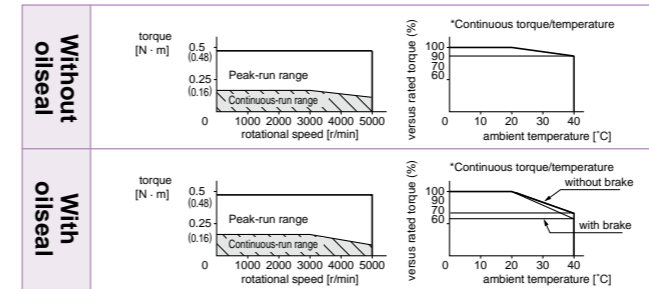 Without
oilseal
torque
[N · m]
0.5
(0.48)
0.25
(0.16)
Peak-run range
Continuous-run range
0 1000 2000 3000 4000 5000
rotational speed [r/min]
*Continuous torque/temperature
versus rated torque (%)
100
90
70
60
0 10 20 30 40
ambient temperature [˚C]
With
oilseal
torque
[N · m]
0.5
(0.48)
0.25
(0.16)
Peak-run range
Continuous-run range
0 1000 2000 3000 4000 5000
rotational speed [r/min]
*Continuous torque/temperature
versus rated torque (%)
without brake
100
90
70
60
with brake
0 10 20 30 40
ambient temperature [˚C]